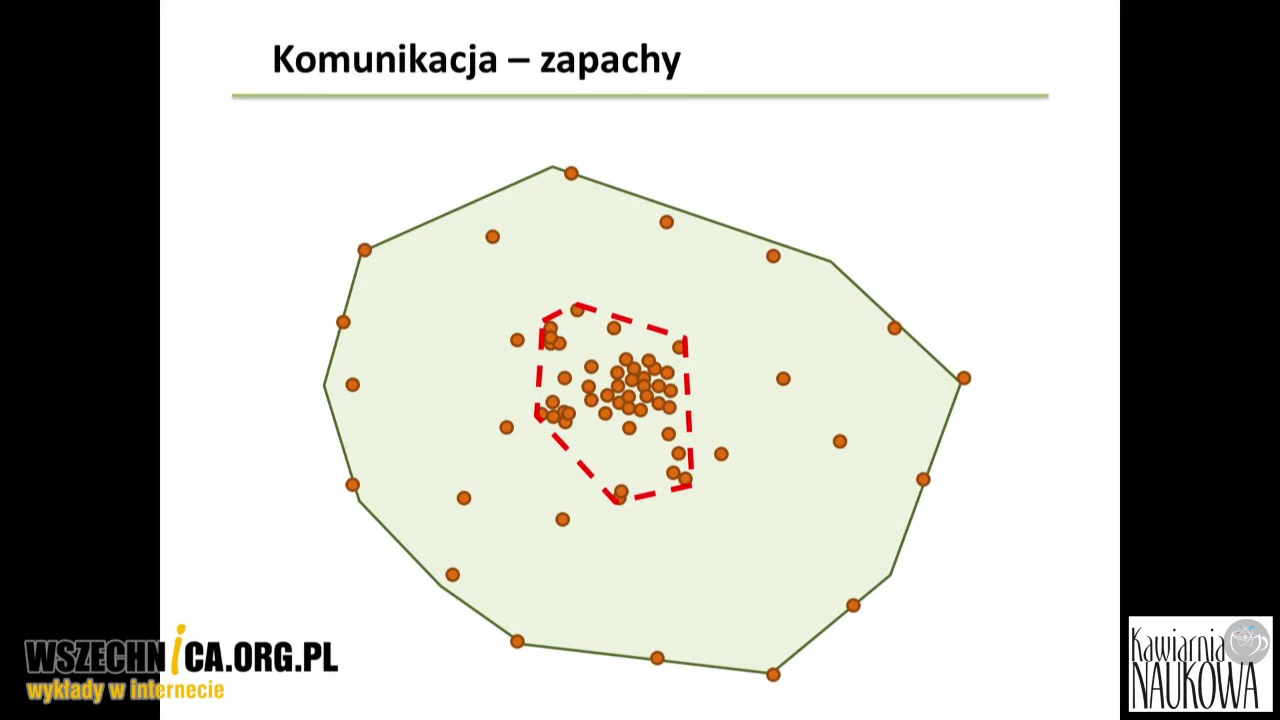 Komunikacja – zapachy
WSZECHNiCA.ORG.PL
wykłady w internecie
Kawiarnia
NAUKOWA